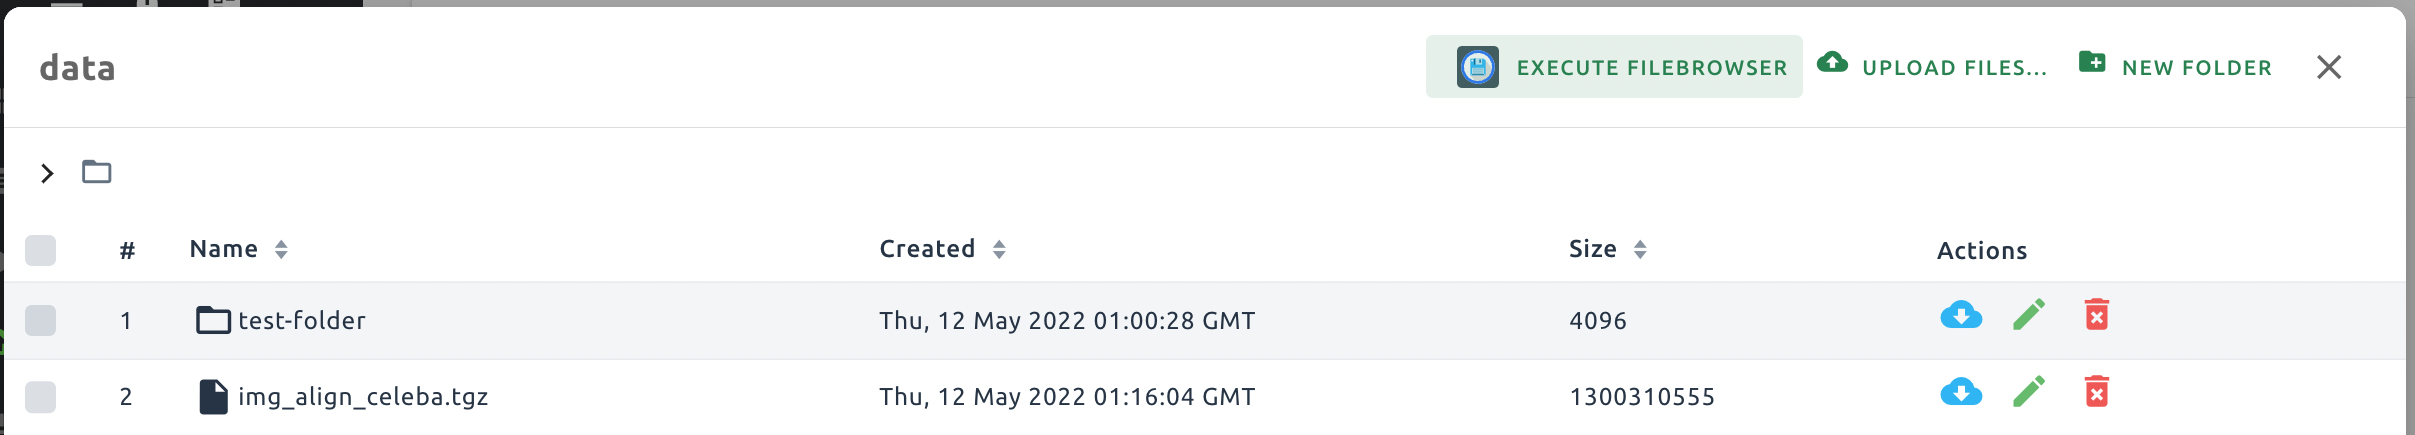 data
EXECUTE FILEBROWSER UPLOAD FILES... NEW FOLDER
# Name Created Size Actions
1 test-folder Thu, 12 May 2022 01:00:28 GMT 4096
2 img_align_celeba.tgz Thu, 12 May 2022 01:16:04 GMT 1300310555